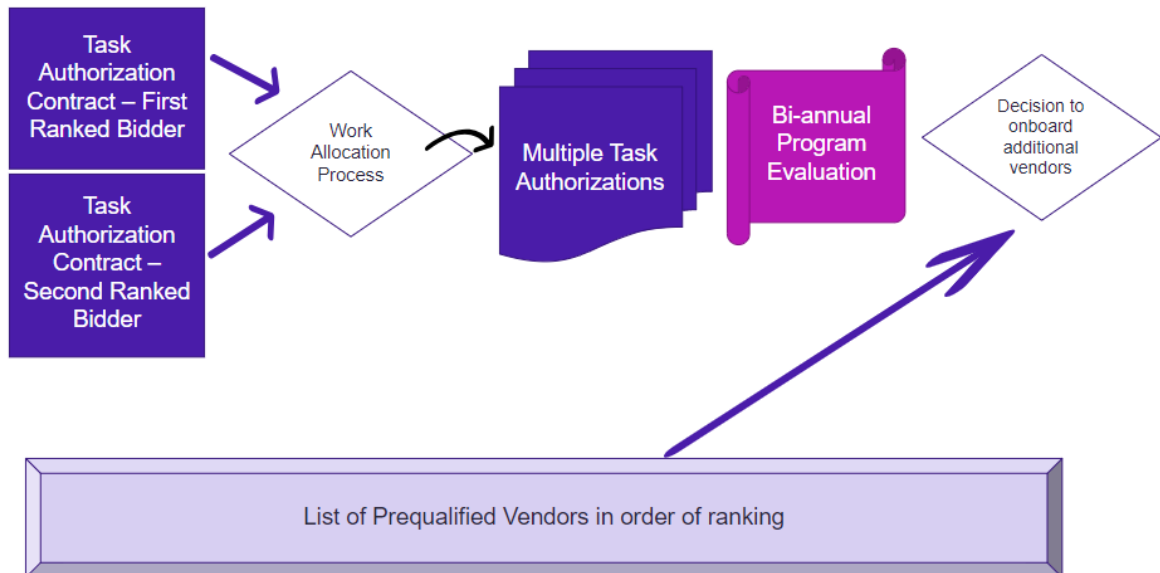 Task
Authorization
Contract – First
Ranked Bidder
Task
Authorization
Contract –
Second Ranked
Bidder
Work
Allocation
Process
Multiple Task
Authorizations
Bi-annual
Program
Evaluation
Decision to
onboard
additional
vendors
List of Prequalified Vendors in order of ranking